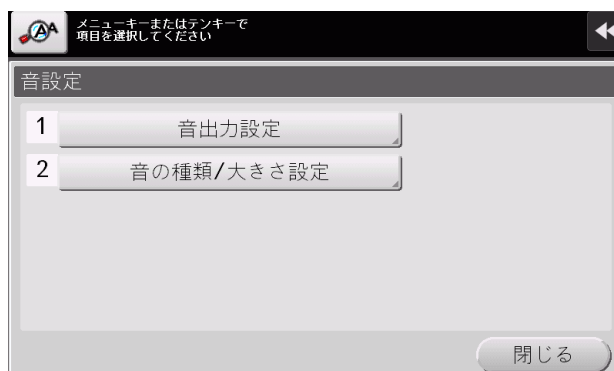 メニューキーまたはテンキーで
項目を選択してください
音設定
1 音出力設定
2 音の種類/大きさ設定
閉じる